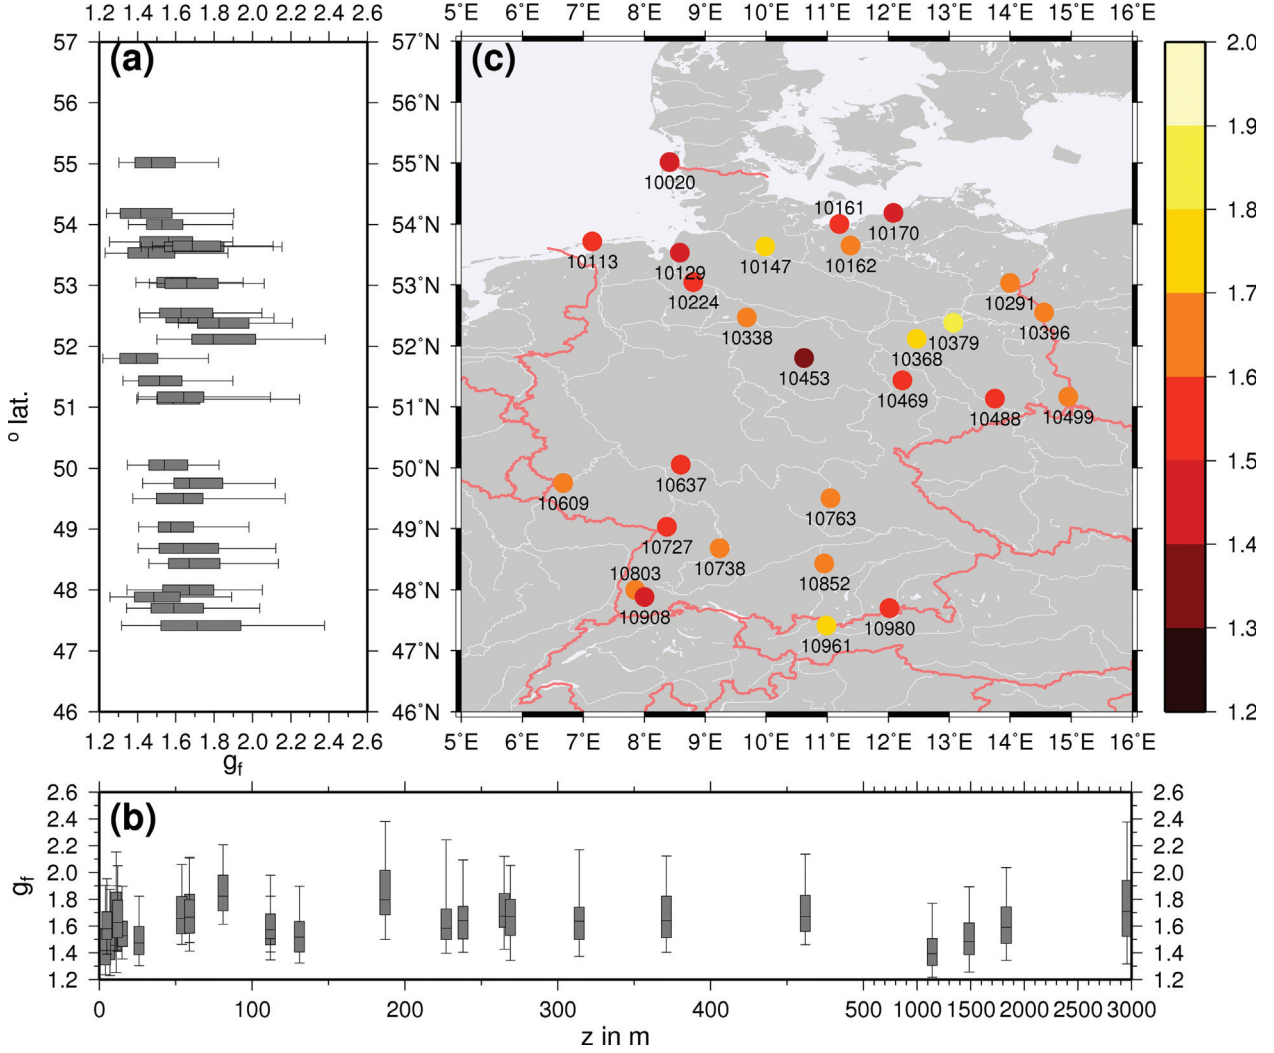 1.2 1.4 1.6 1.8 2.0 2.2 2.4 2.6
5˚E 6˚E 7˚E 8˚E 9˚E 10˚E 11˚E 12˚E 13˚E 14˚E 15˚E 16˚E
(a)
57
56
55
54
53
52
51
50
49
48
47
46
° lat.
1.2 1.4 1.6 1.8 2.0 2.2 2.4 2.6
gf
(c)
57˚N
56˚N
55˚N
54˚N
53˚N
52˚N
51˚N
50˚N
49˚N
48˚N
47˚N
46˚N
10020
10161
10170
10113
10129
10147
10162
10224
10291
10338
10379
10396
10368
10453
10469
10488
10499
10637
10609
10763
10727
10738
10803
10852
10908
10980
10961
5˚E 6˚E 7˚E 8˚E 9˚E 10˚E 11˚E 12˚E 13˚E 14˚E 15˚E 16˚E
2.0
1.9
1.8
1.7
1.6
1.5
1.4
1.3
1.2
(b)
2.6
2.4
2.2
2.0
1.8
1.6
1.4
1.2
gf
2.6
2.4
2.2
2.0
1.8
1.6
1.4
1.2
0 100 200 300 400 500 1000 1500 2000 2500 3000
z in m